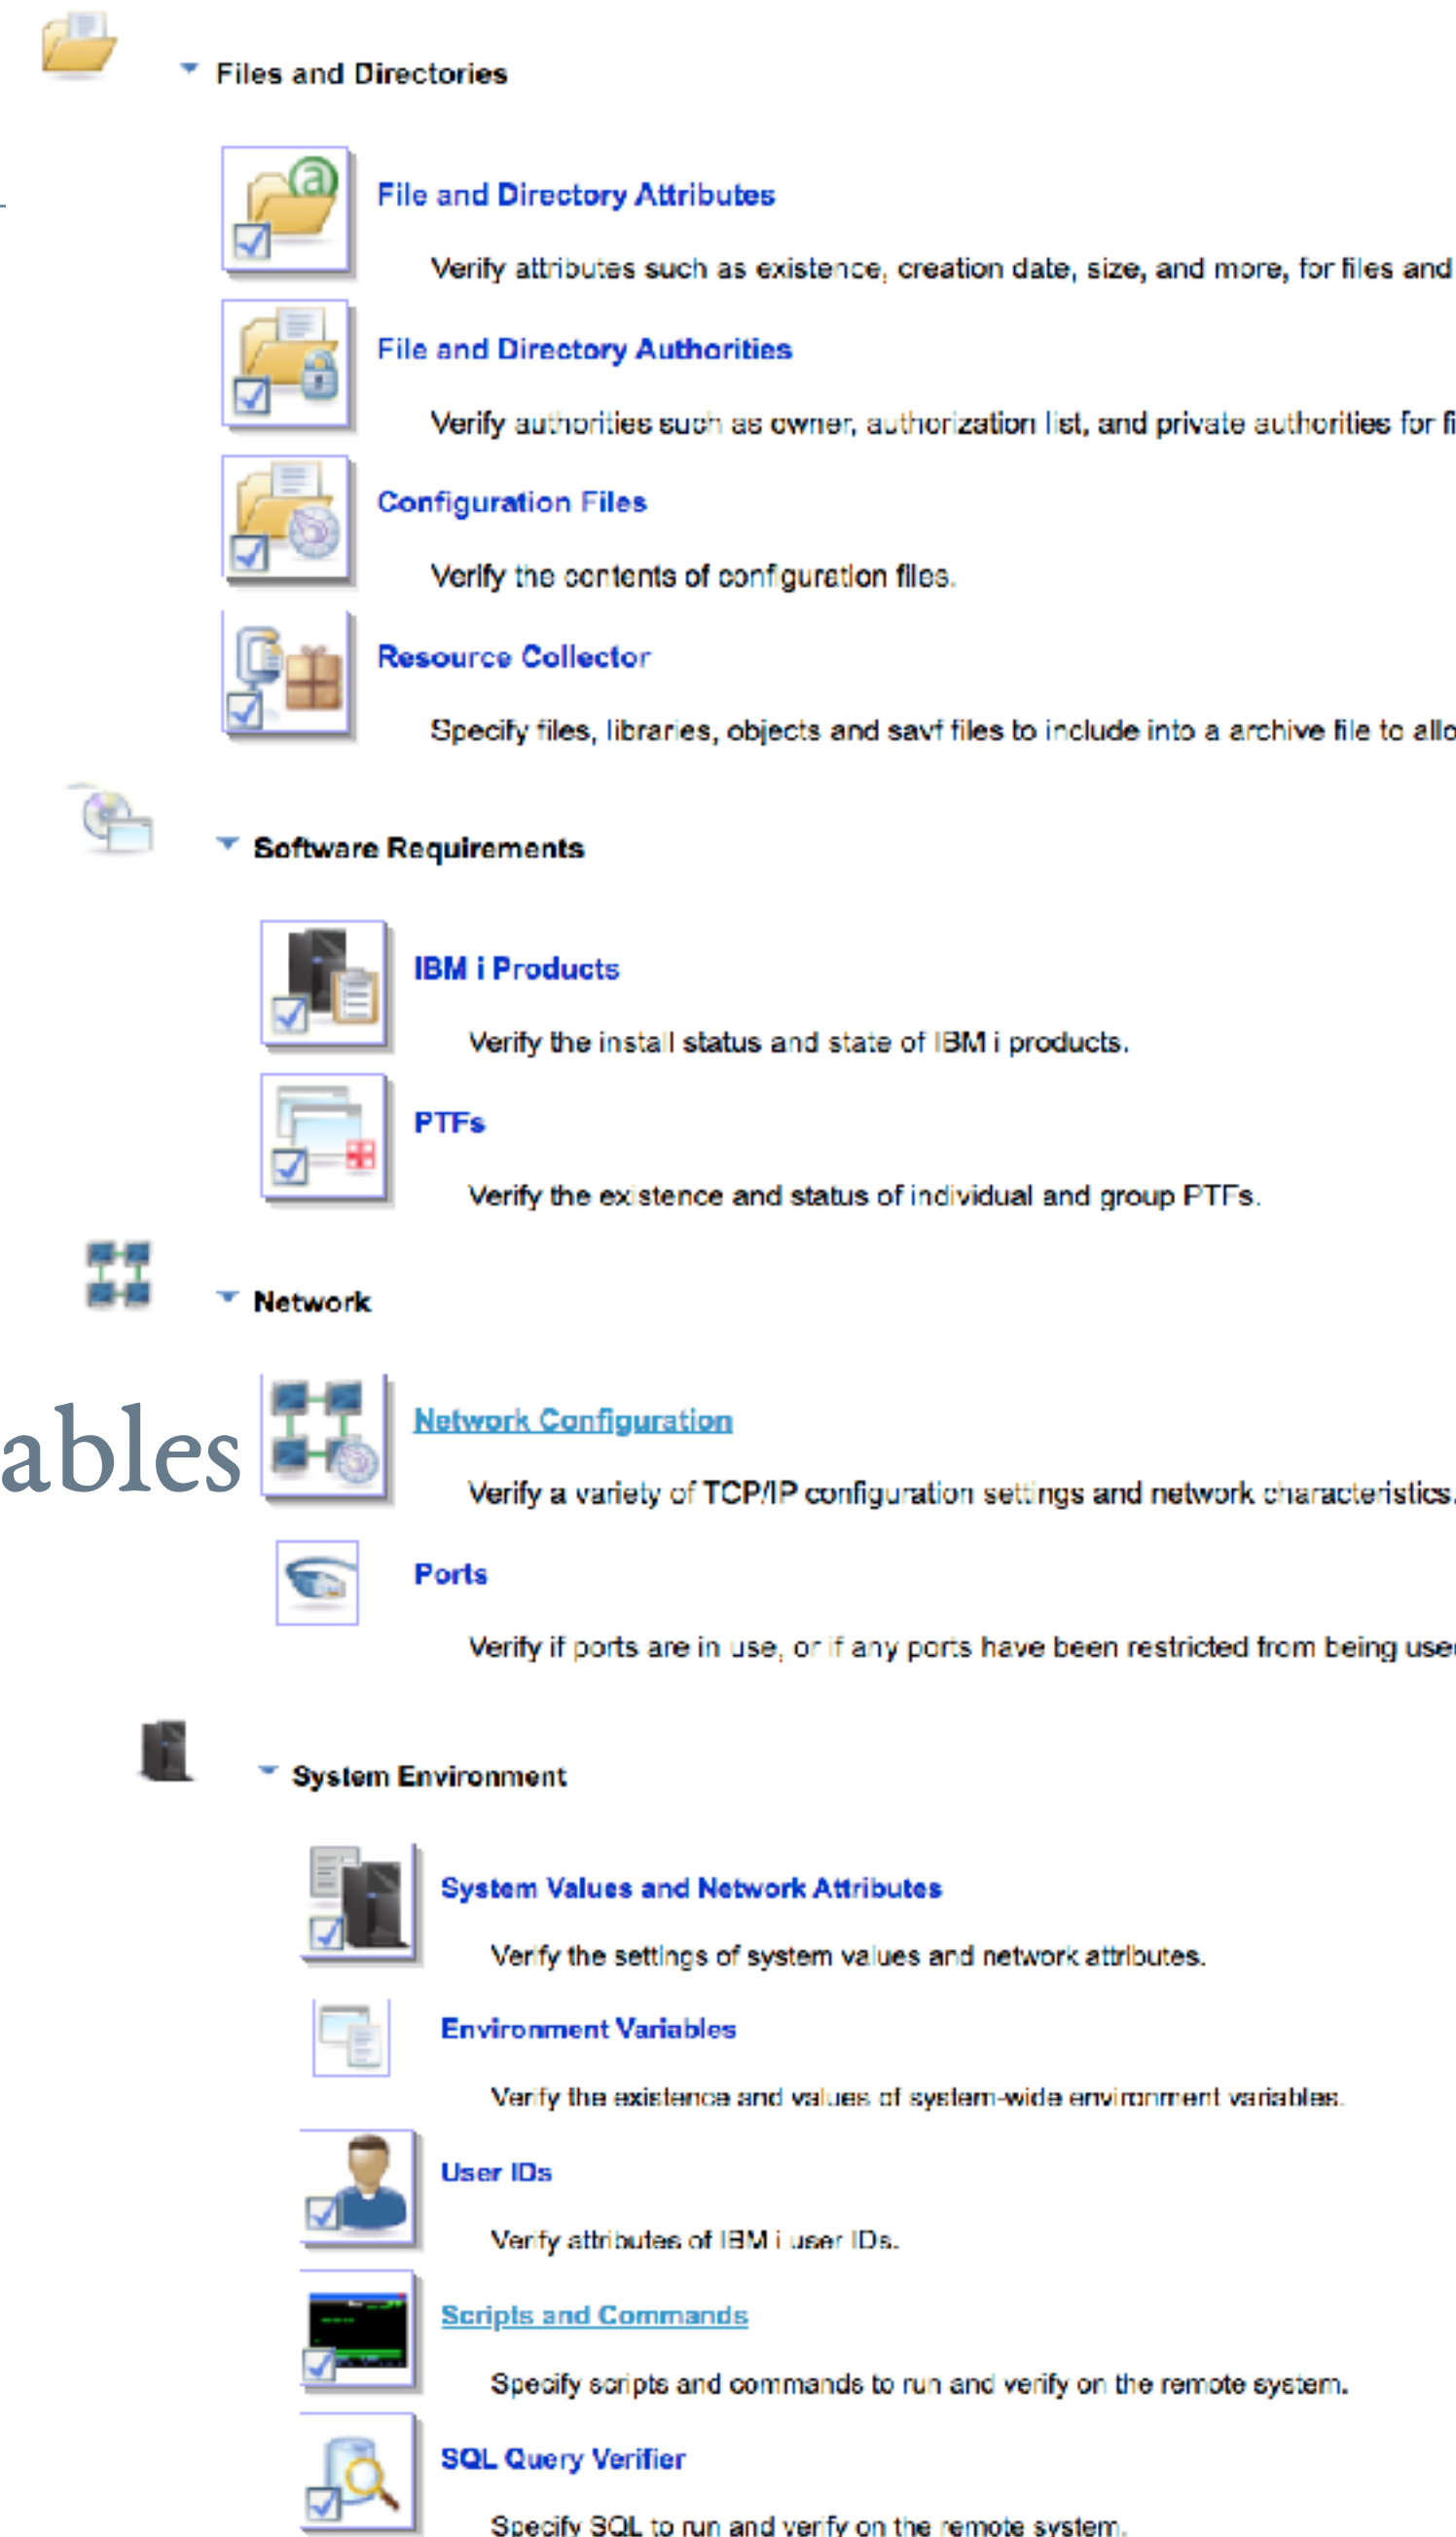 Files and Directories
File and Directory Attributes
Verify attributes such as existence, creation date, size, and more, for files and
File and Directory Authorities
Verify authorities such as owner, authorization list, and private authorities for fi
Configuration Files
Verify the contents of configuration files.
Resource Collector
Specify files, libraries, objects and savf files to include into a archive file to allo
Software Requirements
IBM i Products
Verify the install status and state of IBM i products.
PTFs
Verify the existence and status of individual and group PTFs.
Network
ables
Network Configuration
Verify a variety of TCP/IP configuration settings and network characteristics.
Ports
Verify if ports are in use, or if any ports have been restricted from being use
System Environment
System Values and Network Attributes
Verify the settings of system values and network attributes.
Environment Variables
Verify the existence and values of system-wide environment variables.
User IDs
Verify attributes of IBM i user IDs.
Scripts and Commands
Specify scripts and commands to run and verify on the remote system.
SQL Query Verifier
Specify SQL to run and verify on the remote system.